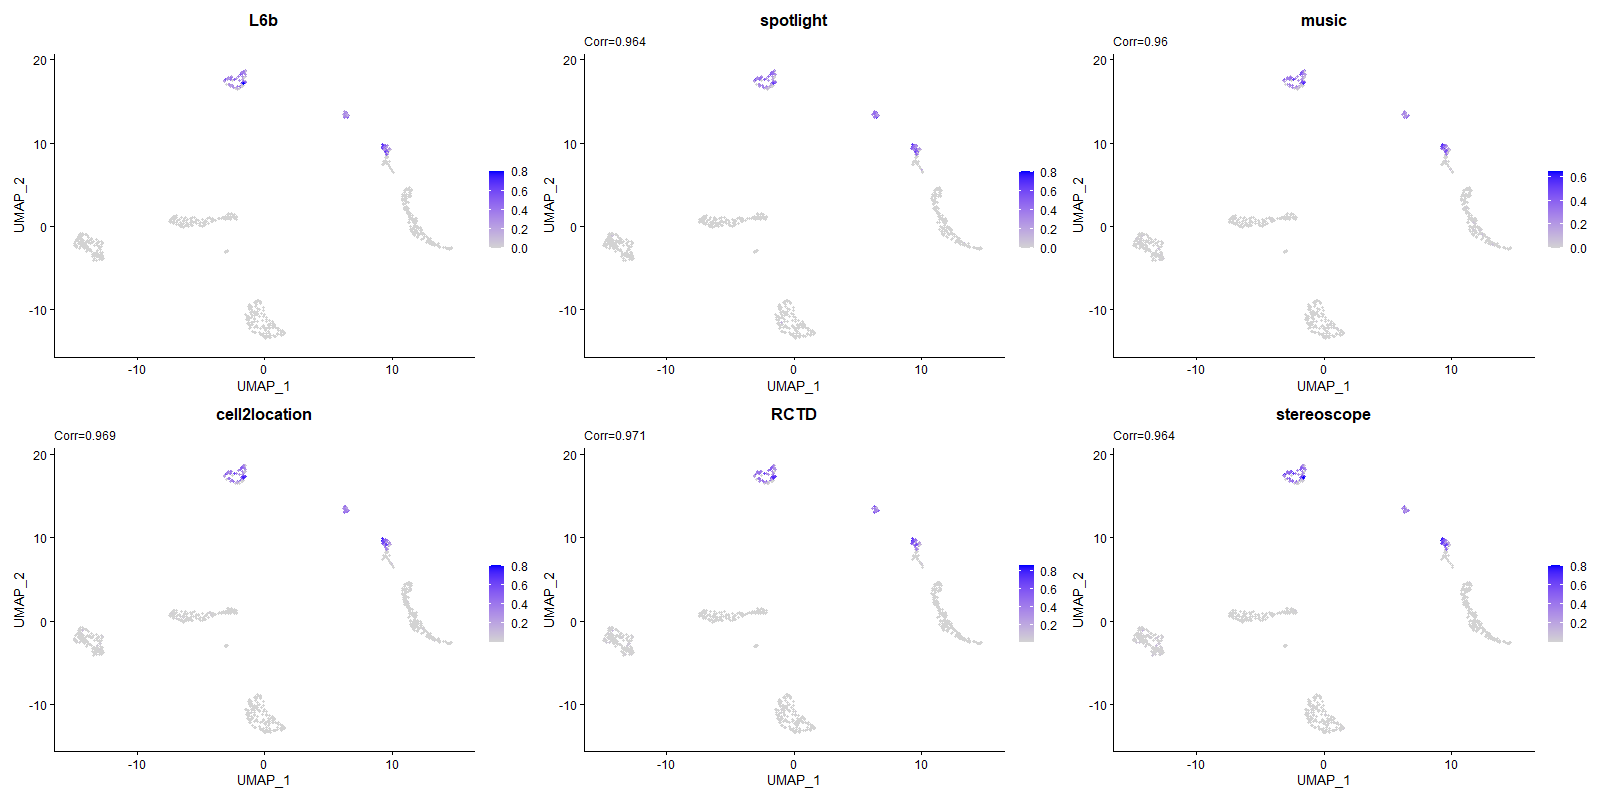 L6b
20
10
0
-10
UMAP_2
-10
0
10
UMAP_1
0.8
0.6
0.4
0.2
0.0
spotlight
Corr=0.964
20
10
0
-10
UMAP_2
-10
0
10
UMAP_1
0.8
0.6
0.4
0.2
0.0
music
Corr=0.96
20
10
0
-10
UMAP_2
-10
0
10
UMAP_1
0.6
0.4
0.2
0.0
cell2location
Corr=0.969
20
10
0
-10
UMAP_2
-10
0
10
UMAP_1
0.8
0.6
0.4
0.2
RCTD
Corr=0.971
20
10
0
-10
UMAP_2
-10
0
10
UMAP_1
0.8
0.6
0.4
0.2
stereoscope
Corr=0.964
20
10
0
-10
UMAP_2
-10
0
10
UMAP_1
0.8
0.6
0.4
0.2